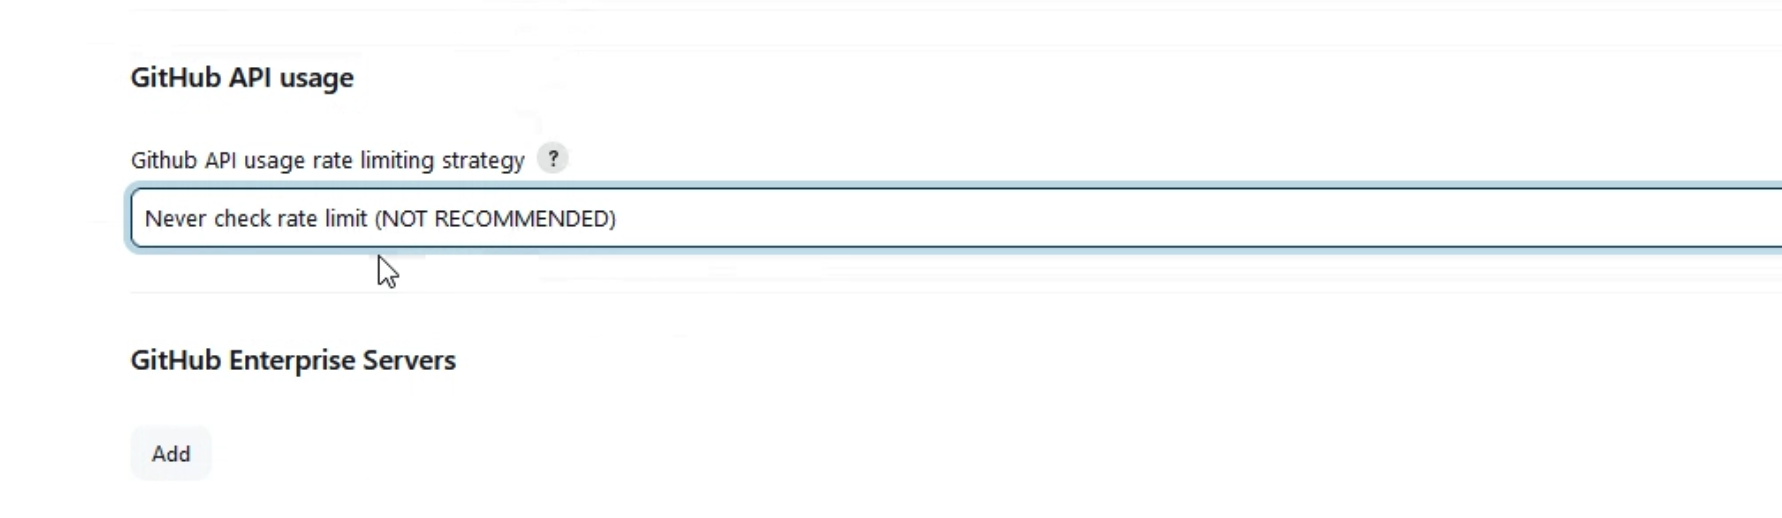 GitHub API usage
Github API usage rate limiting strategy ?
Never check rate limit (NOT RECOMMENDED)
GitHub Enterprise Servers
Add